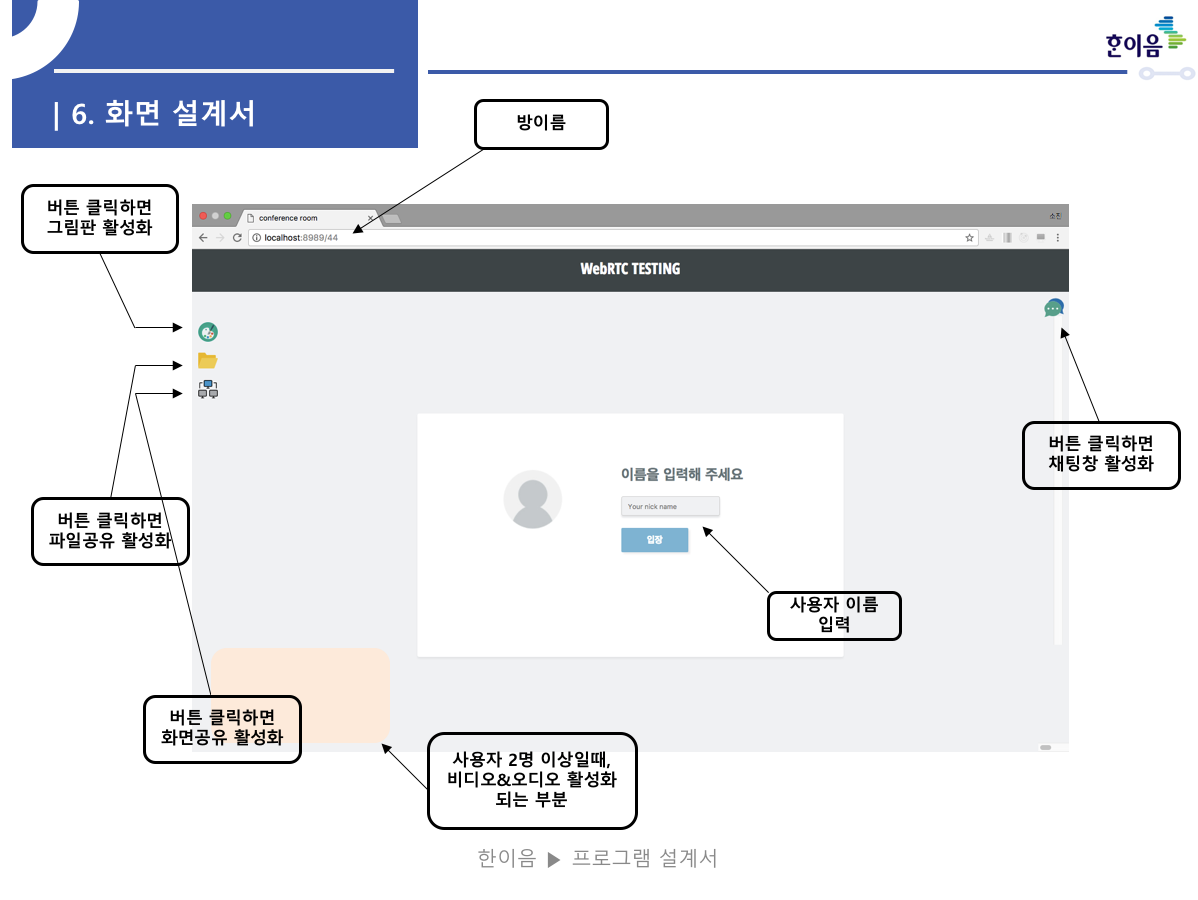 한이음
| 6. 화면 설계서
방이름
버튼 클릭하면
그림판 활성화
conference room
localhost:8989/44
WebRTC TESTING
버튼 클릭하면
채팅창 활성화
이름을 입력해 주세요
Your nick name
입장
버튼 클릭하면
파일공유 활성화
사용자 이름
입력
버튼 클릭하면
화면공유 활성화
사용자 2명 이상일때,
비디오&오디오 활성화
되는 부분
한이음 ▶ 프로그램 설계서